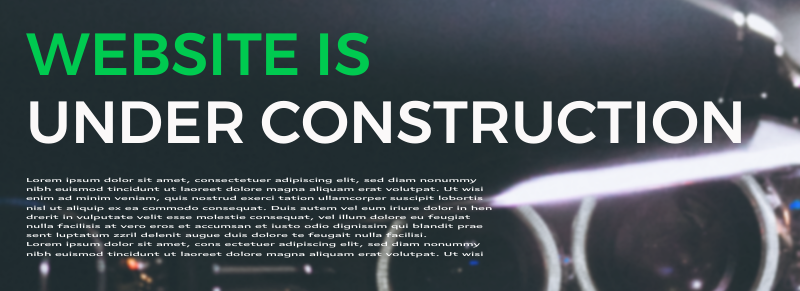 WEBSITE IS
UNDER CONSTRUCTION
Lorem ipsum dolor sit amet, consectetuer adipiscing elit, sed diam nonummy
nibh euismod tincidunt ut laoreet dolore magna aliquam erat volutpat. Ut wisi
enim ad minim veniam, quis nostrud exerci tation ullamcorper suscipit lobortis
nisl ut aliquip ex ea commodo consequat. Duis autem vel eum iriure dolor in hen
drerit in vulputate velit esse molestie consequat, vel illum dolore eu feugiat
nulla facilisis at vero eros et accumsan et iusto odio dignissim qui blandit prae
sent luptatum zzril delenit augue duis dolore te feugait nulla facilisi.
Lorem ipsum dolor sit amet, cons ectetuer adipiscing elit, sed diam nonummy
nibh euismod tincidunt ut laoreet dolore magna aliquam erat volutpat. Ut wisi